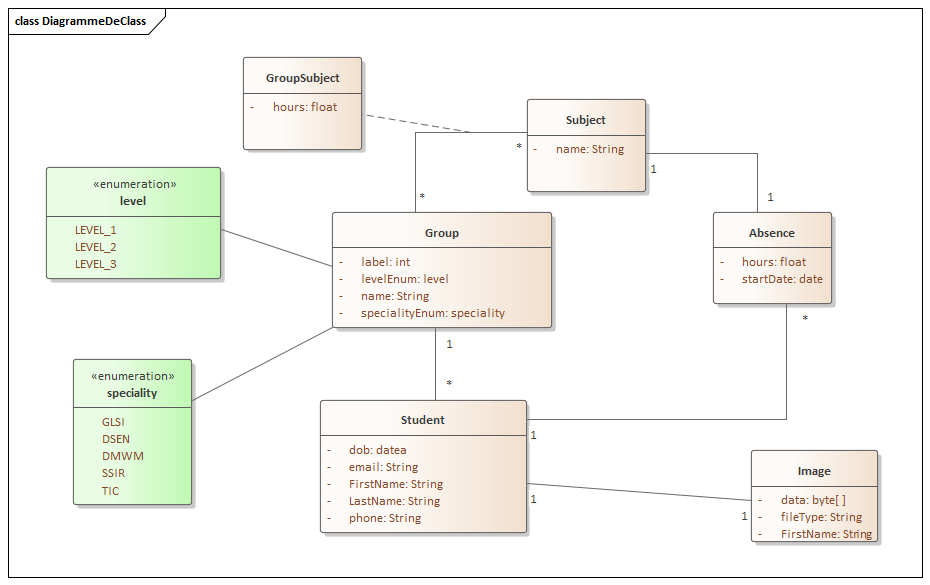 class DiagrammeDeClass
GroupSubject
- hours: float
Subject
- name: String
*
*
1
1
«enumeration»
level
LEVEL_1
LEVEL_2
LEVEL_3
Group
- label: int
- levelEnum: level
- name: String
- specialityEnum: speciality
Absence
- hours: float
- startDate: date
*
1
*
«enumeration»
speciality
GLSI
DSEN
DMWM
SSIR
TIC
Student
- dob: datea
- email: String
- FirstName: String
- LastName: String
- phone: String
1
1
1
Image
- data: byte[ ]
- fileType: String
- FirstName: String